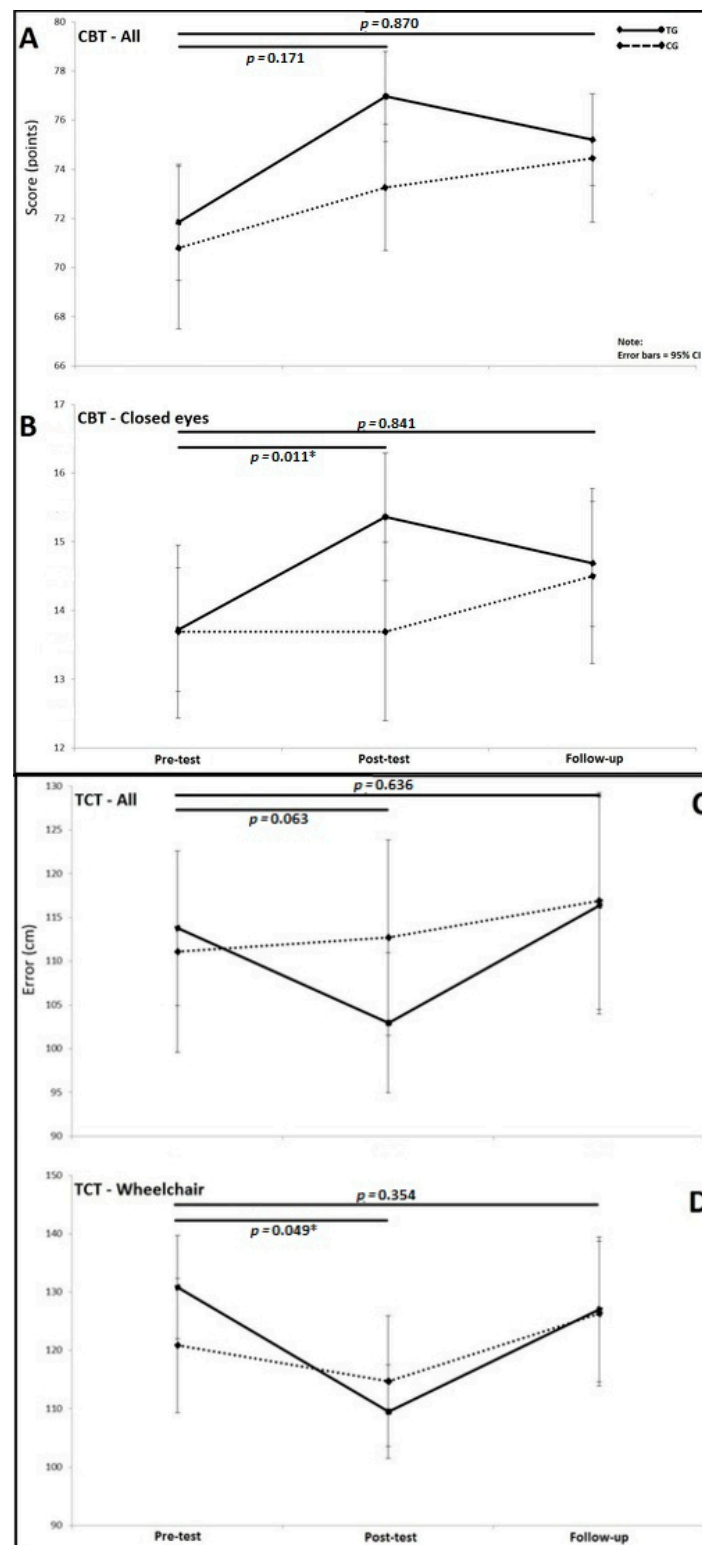 A
CBT - All
p = 0.870
p = 0.171
TG
CG
80
78
76
74
72
70
68
66
Score (points)
Note:
Error bars = 95% CI
B
CBT - Closed eyes
p = 0.841
p = 0.011*
17
16
15
14
13
12
Pre-test Post-test Follow-up
TCT - All
p = 0.636
p = 0.063
130
125
120
115
110
105
100
95
90
Error (cm)
TCT - Wheelchair
D
p = 0.354
p = 0.049*
150
140
130
120
110
100
90
Pre-test Post-test Follow-up